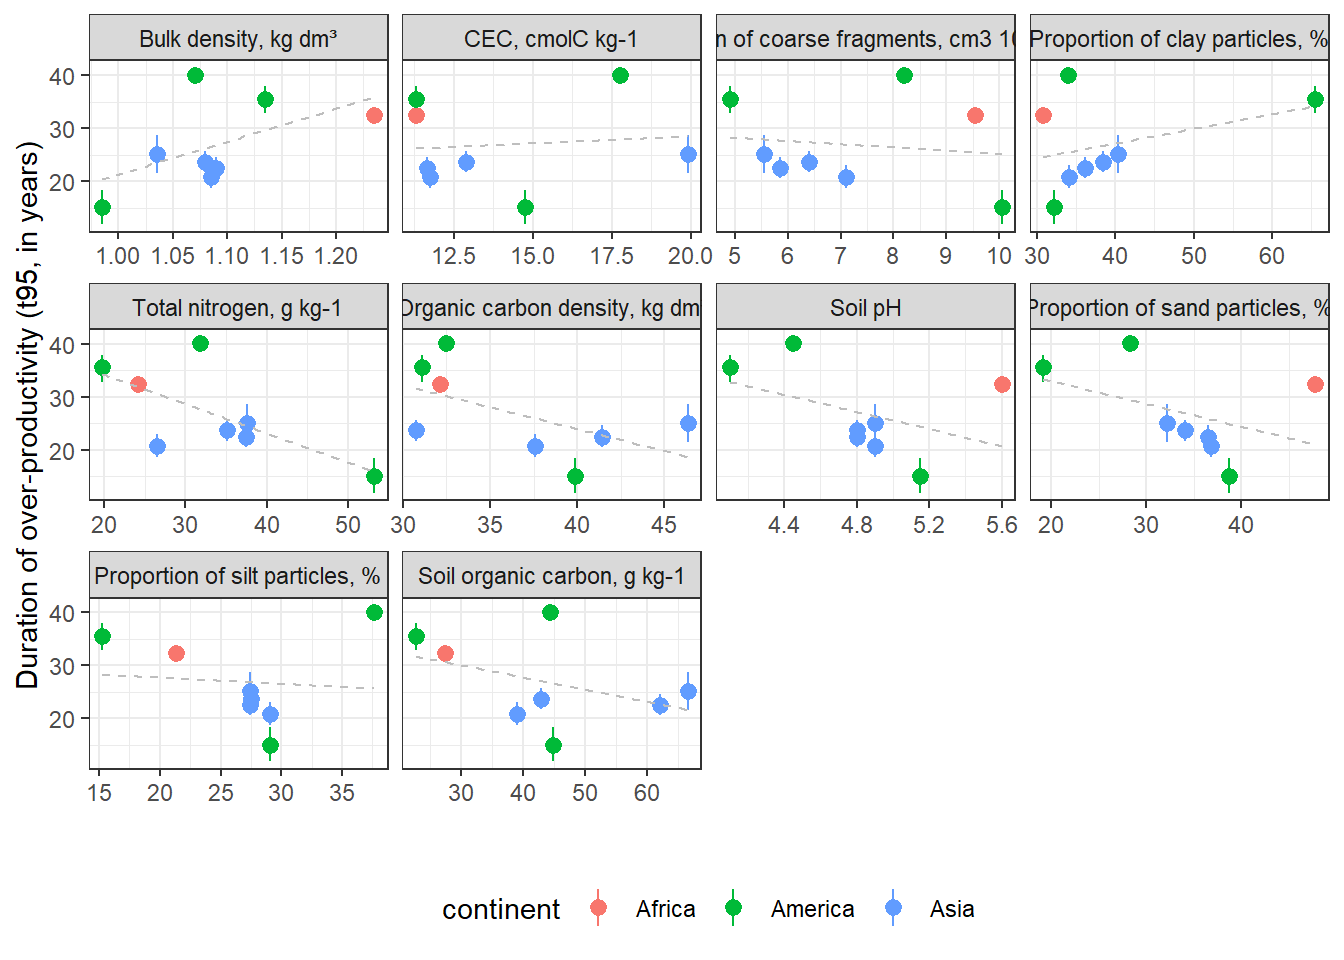 Bulk density, kg dm³
CEC, cmolC kg-1
n of coarse fragments, cm3 10
Proportion of clay particles, %
40
30
20
1.00 1.05 1.10 1.15 1.20
12.5 15.0 17.5 20.0
5 6 7 8 9 10
30 40 50 60
Total nitrogen, g kg-1
Organic carbon density, kg dm
Soil pH
Proportion of sand particles, %
40
30
20
20 30 40 50
30 35 40 45
4.4 4.8 5.2 5.6
20 30 40
Proportion of silt particles, %
Soil organic carbon, g kg-1
40
30
20
15 20 25 30 35
30 40 50 60
Duration of over-productivity (t95, in years)
continent Africa America Asia